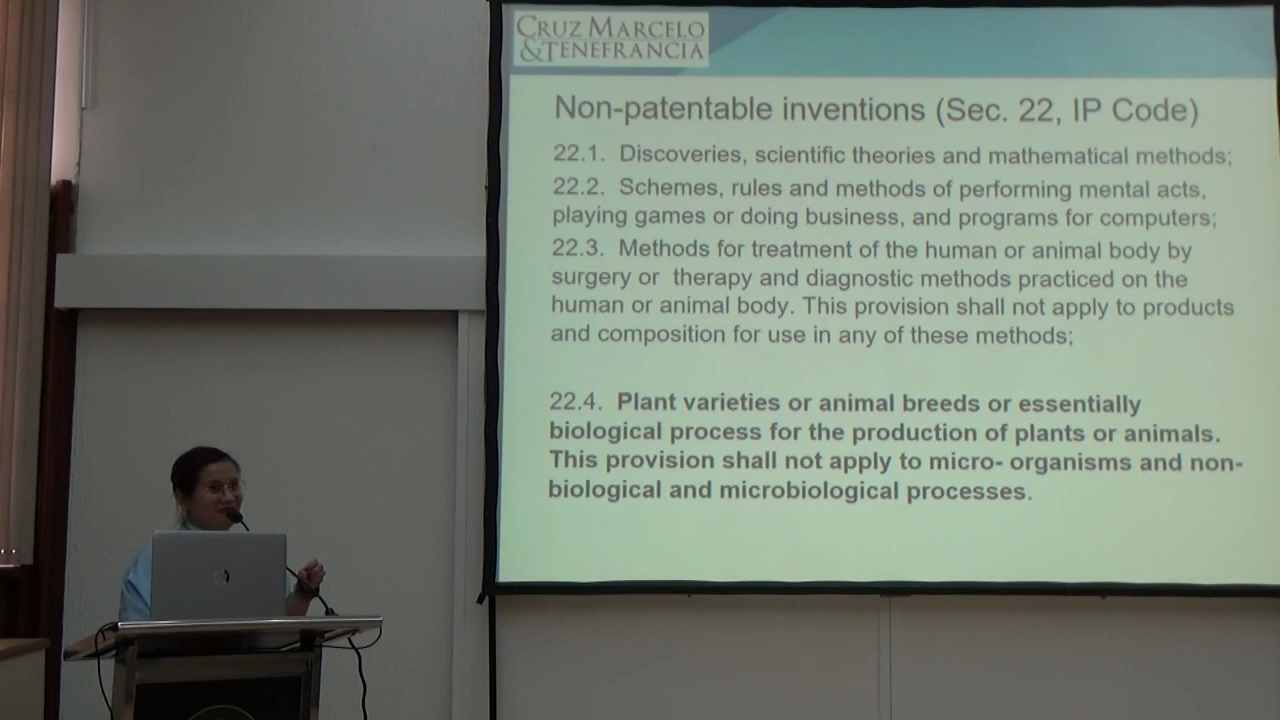 CRUZ MARCELO
&TENEFRANCIA
Non-patentable inventions (Sec. 22, IP Code)
22.1. Discoveries, scientific theories and mathematical methods;
22.2. Schemes, rules and methods of performing mental acts,
playing games or doing business, and programs for computers;
22.3. Methods for treatment of the human or animal body by
surgery or therapy and diagnostic methods practiced on the
human or animal body. This provision shall not apply to products
and composition for use in any of these methods;
22.4. Plant varieties or animal breeds or essentially
biological process for the production of plants or animals.
This provision shall not apply to micro- organisms and non-
biological and microbiological processes.